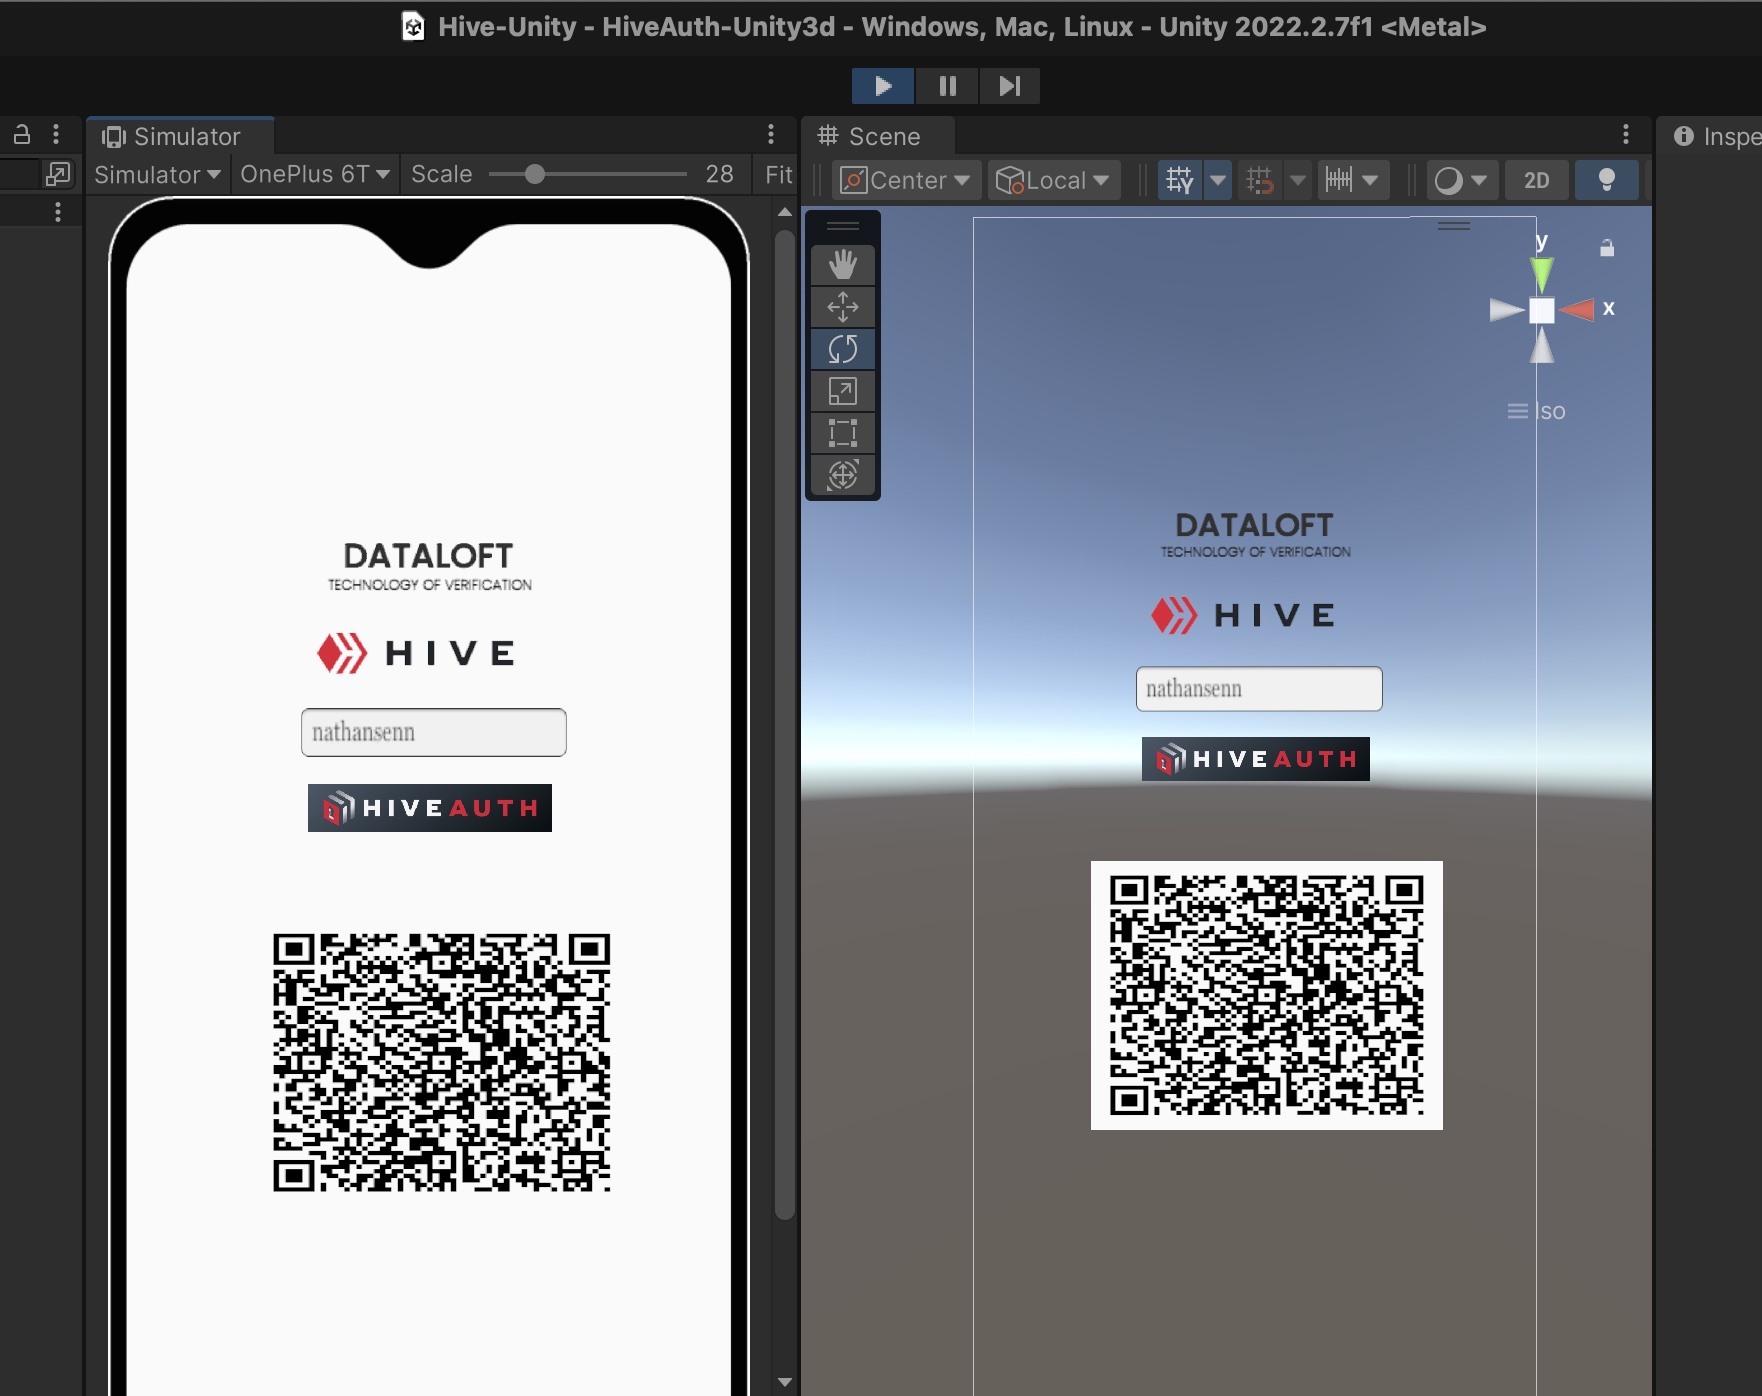 Hive-Unity - HiveAuth-Unity3d - Windows, Mac, Linux - Unity 2022.2.7f1 <Metal>
Simulator
Simulator OnePlus 6T Scale 28 Fit
DATALOFT
TECHNOLOGY OF VERIFICATION
HIVE
nathansenn
HIVEAUTH
Scene
Center Local 2D
y
x
Iso
DATALOFT
TECHNOLOGY OF VERIFICATION
HIVE
nathansenn
HIVEAUTH
Inspe